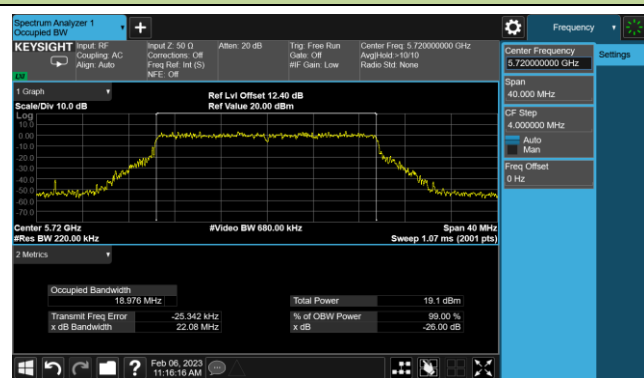 Spectrum Analyzer 1
Occupied BW
Frequency
KEYSIGHT
Input: RF
Coupling: AC
Align: Auto
Input Z: 50 Ω
Corrections: Off
Freq Ref: Int (S)
NFE: Off
Atten: 20 dB
Trig: Free Run
Gate: Off
#IF Gain: Low
Center Freq: 5.720000000 GHz
Avg|Hold:>10/10
Radio Std: None
Center Frequency
5.720000000 GHz
Settings
Span
40.000 MHz
CF Step
4.000000 MHz
Auto
Man
Freq Offset
0 Hz
1 Graph
Scale/Div 10.0 dB
Ref Lvl Offset 12.40 dB
Ref Value 20.00 dBm
Log
10.0
0.00
-10.0
-20.0
-30.0
-40.0
-50.0
-60.0
-70.0
Center 5.72 GHz
#Video BW 680.00 kHz
Span 40 MHz
#Res BW 220.00 kHz
Sweep 1.07 ms (2001 pts)
2 Metrics
Occupied Bandwidth
18.976 MHz
Total Power 19.1 dBm
Transmit Freq Error -25.342 kHz
% of OBW Power 99.00 %
x dB Bandwidth 22.08 MHz
x dB -26.00 dB
Feb 06, 2023
11:16:16 AM